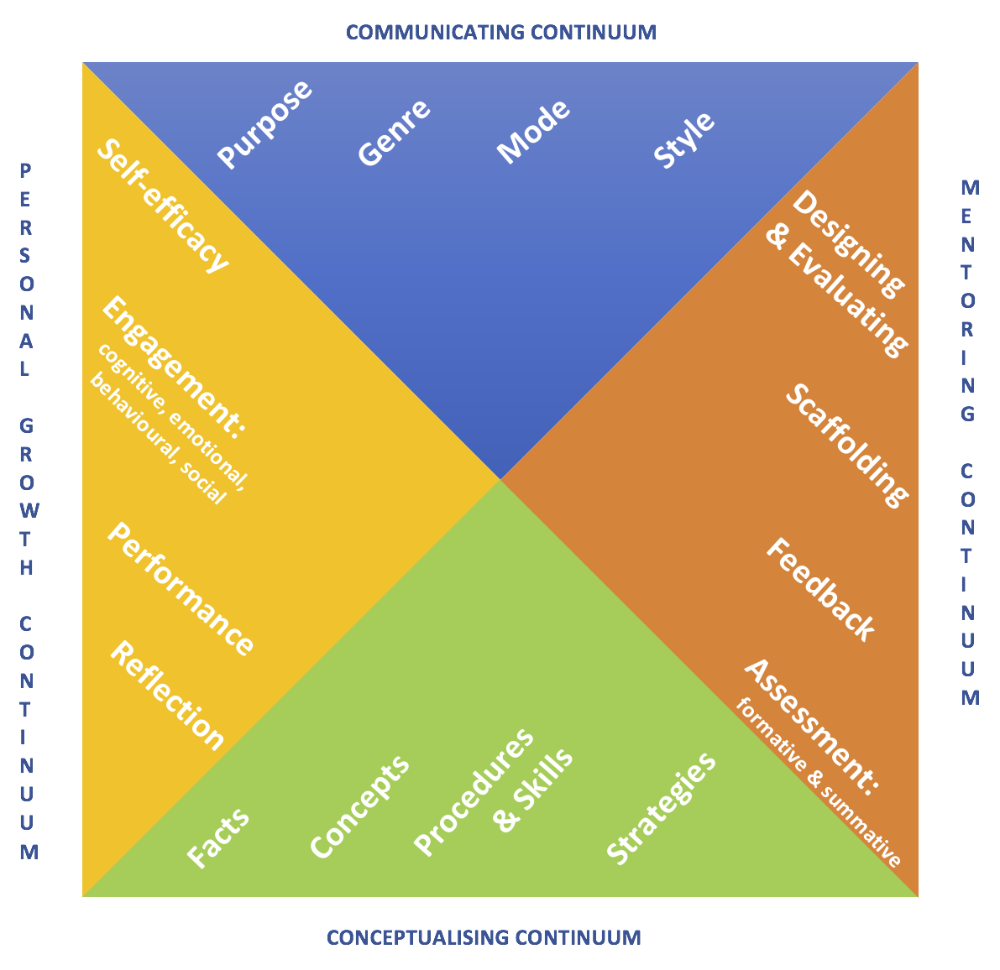 COMMUNICATING CONTINUUM
Purpose
Genre
Mode
Style
PERSONAL GROWTH CONTINUUM
Self-efficacy
Engagement:
cognitive, emotional,
behavioural, social
Performance
Reflection
Designing
& Evaluating
Scaffolding
Feedback
Assessment:
formative & summative
MENTORING CONTINUUM
Facts
Concepts
Procedures
& Skills
Strategies
CONCEPTUALISING CONTINUUM